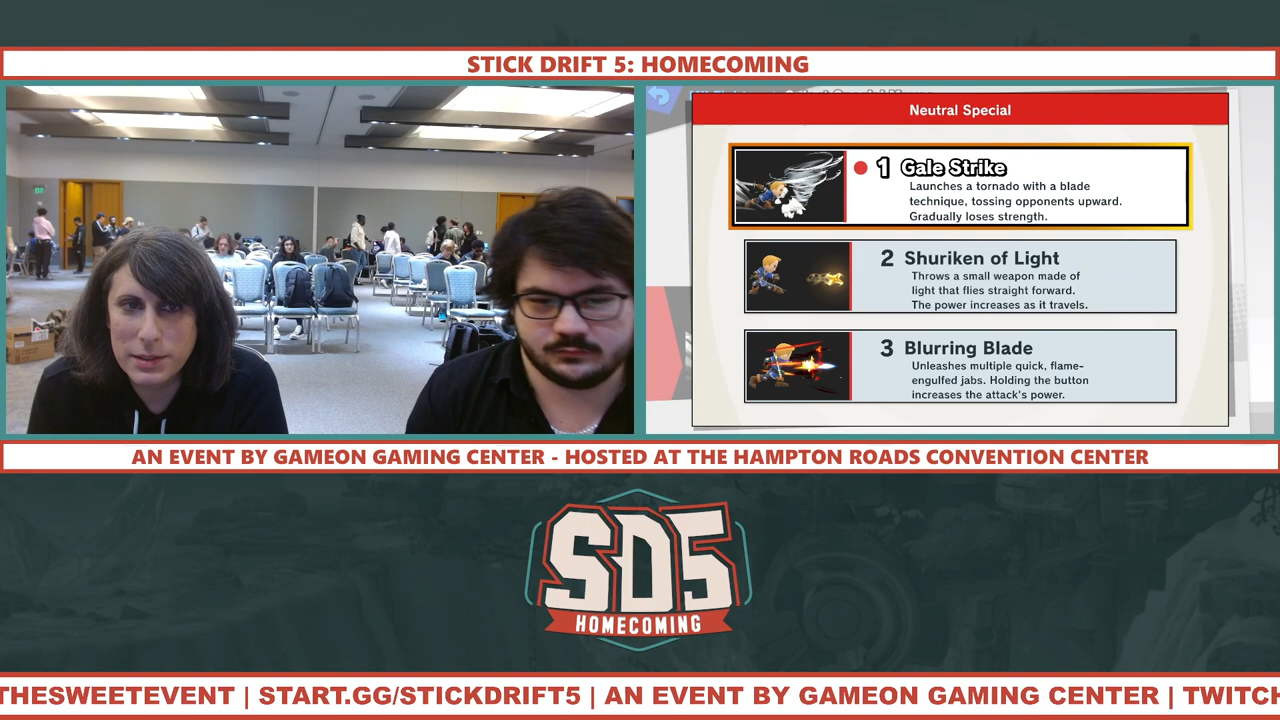 STICK DRIFT 5: HOMECOMING
Neutral Special
1 Gale Strike
Launches a tornado with a blade
technique, tossing opponents upward.
Gradually loses strength.
2 Shuriken of Light
Throws a small weapon made of
light that flies straight forward.
The power increases as it travels.
3 Blurring Blade
Unleashes multiple quick, flame-
engulfed jabs. Holding the button
increases the attack's power.
AN EVENT BY GAMEON GAMING CENTER - HOSTED AT THE HAMPTON ROADS CONVENTION CENTER
SD5
HOMECOMING
THESWEETEVENT | START.GG/STICKDRIFT5 | AN EVENT BY GAMEON GAMING CENTER | TWITCH